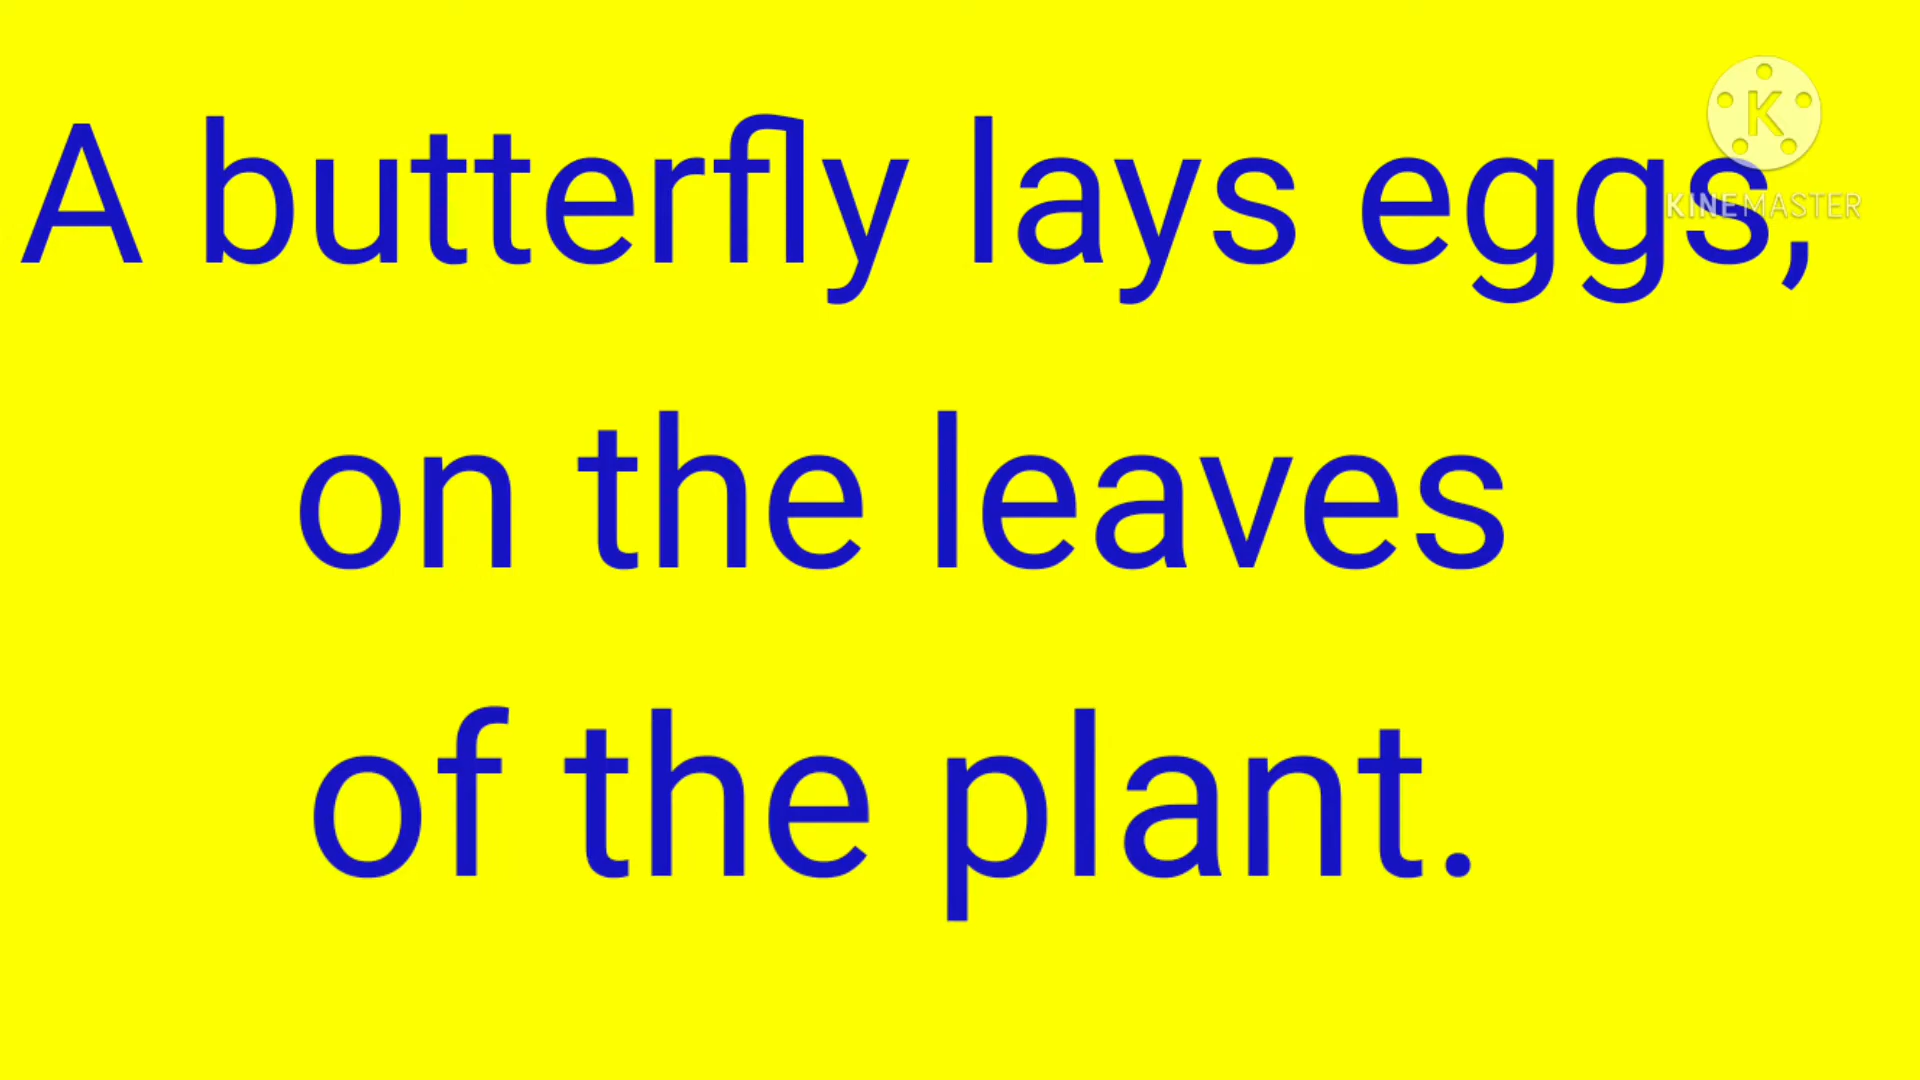 A butterfly lays eggs,
KINEMASTER
on the leaves
of the plant.